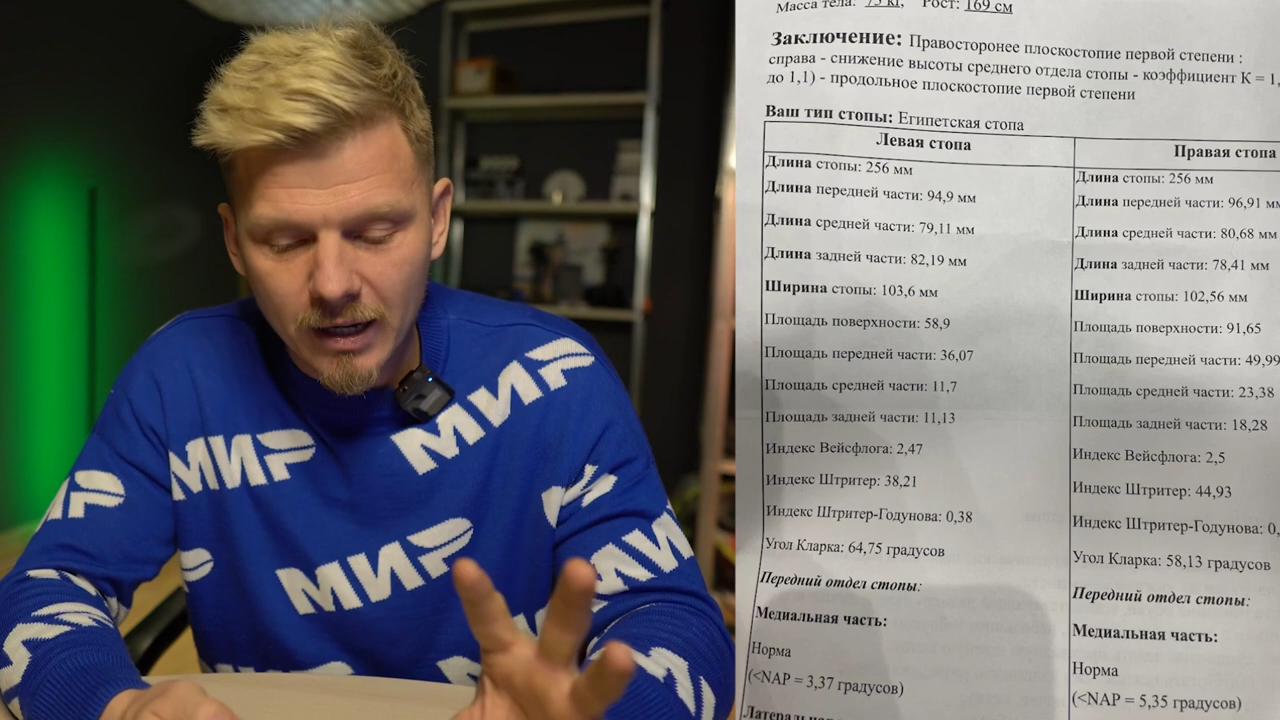 МИР
МИР
МИР
МИР
Масса тела: 75 кг, Рост: 169 см
Заключение: Правосторонее плоскостопие первой степени :
справа - снижение высоты среднего отдела стопы - коэффициент К = 1,
до 1,1) - продольное плоскостопие первой степени
Ваш тип стопы: Египетская стопа
Левая стопа
Длина стопы: 256 мм
Длина передней части: 94,9 мм
Длина средней части: 79,11 мм
Длина задней части: 82,19 мм
Ширина стопы: 103,6 мм
Площадь поверхности: 58,9
Площадь передней части: 36,07
Площадь средней части: 11,7
Площадь задней части: 11,13
Индекс Вейсфлога: 2,47
Индекс Штритер: 38,21
Индекс Штритер-Годунова: 0,38
Угол Кларка: 64,75 градусов
Передний отдел стопы:
Медиальная часть:
Норма
(<NAP = 3,37 градусов)
Правая стопа
Длина стопы: 256 мм
Длина передней части: 96,91 мм
Длина средней части: 80,68 мм
Длина задней части: 78,41 мм
Ширина стопы: 102,56 мм
Площадь поверхности: 91,65
Площадь передней части: 49,99
Площадь средней части: 23,38
Площадь задней части: 18,28
Индекс Вейсфлога: 2,5
Индекс Штритер: 44,93
Индекс Штритер-Годунова: 0,
Угол Кларка: 58,13 градусов
Передний отдел стопы:
Медиальная часть:
Норма
(<NAP = 5,35 градусов)